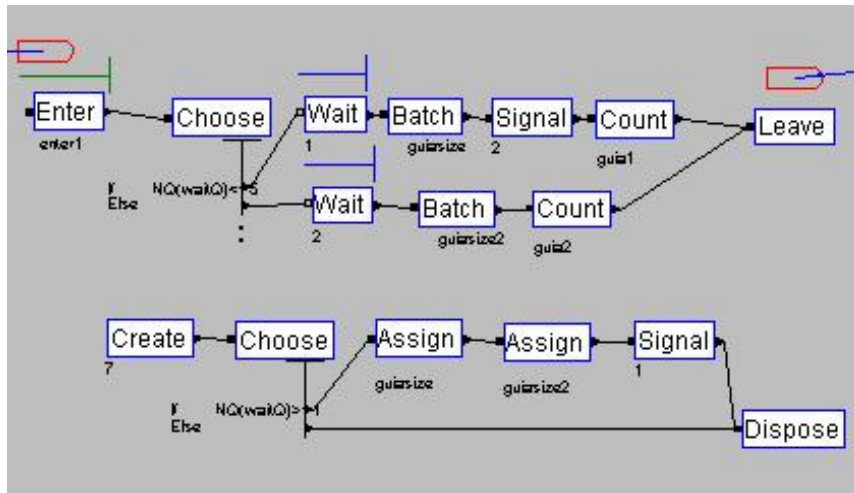 Enter
enter1
Choose
If NQ(waitQ)<=5
Else
Wait
1
Batch
guiasize
Signal
2
Count
guia1
Leave
Wait
2
Batch
guiasize2
Count
guia2
Create
7
Choose
If NQ(waitQ)>1
Else
Assign
guiasize
Assign
guiasize2
Signal
1
Dispose